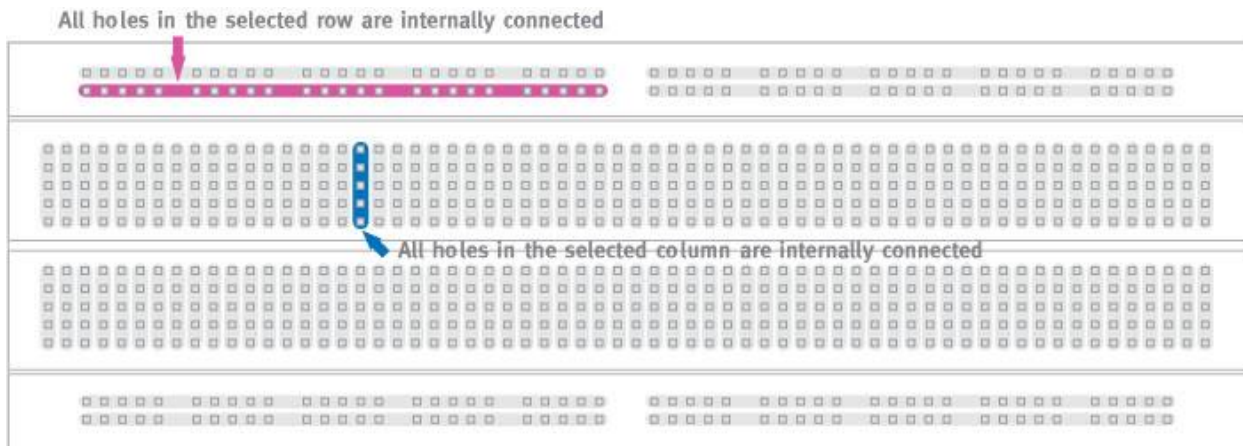 All holes in the selected row are internally connected
All holes in the selected column are internally connected